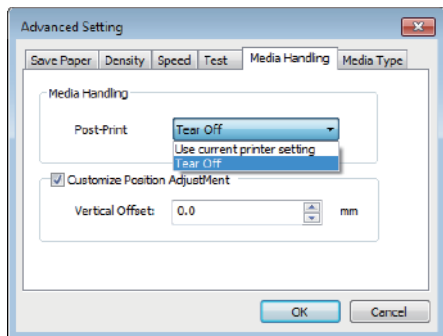 Advanced Setting
Save Paper Density Speed Test Media Handling Media Type
Media Handling
Post-Print Tear Off
Use current printer setting
Tear Off
Customize Position AdjustMent
Vertical Offset: 0.0 mm
OK Cancel